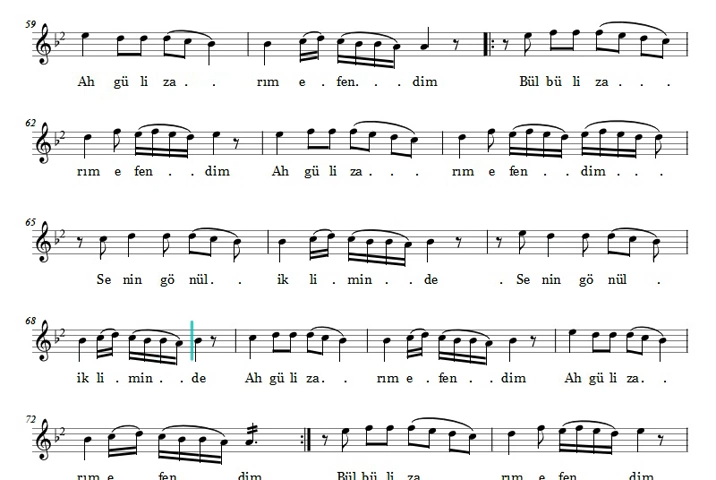 59
Ah gü li za . . . rım e . fen. . . dim Bül bü li za . . .
62
rım e fen . . dim Ah gü li za . . . rım e fen . . dim . . .
65
Se nin gö nül. . ik li . min . . de . Se nin gö nül .
68
ik li . min . . de Ah gü li za. . rım e . fen . . dim Ah gü li za. .
72
rım e . fen dim Bül bü li za rım e fen dim